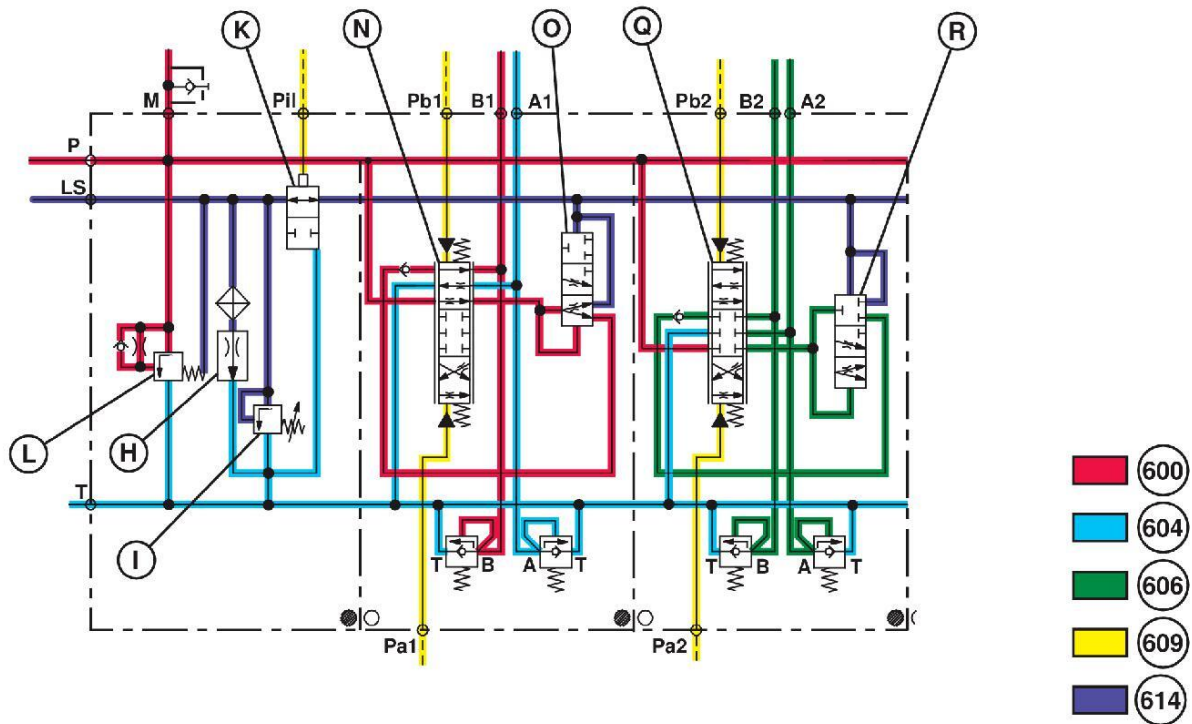 K N O Q R
M Pil Pb1 B1 A1 Pb2 B2 A2
P
LS
L H I
T
T B A T T B A T
Pa1 Pa2
600
604
606
609
614